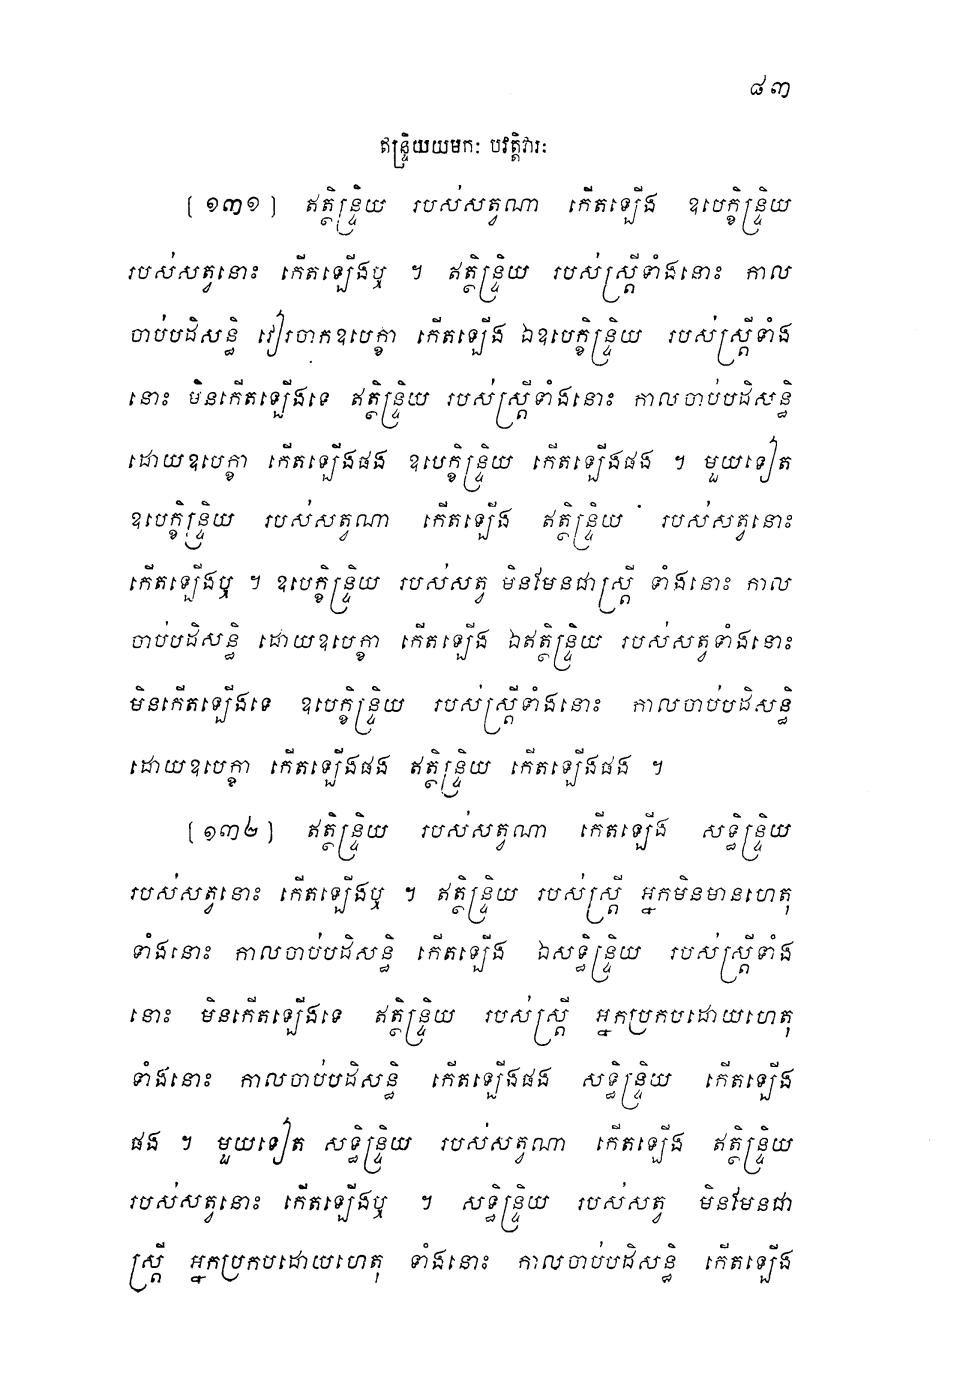 ៨៣
ឥន្ទ្រិយយមកៈ បវត្តិវារៈ
[១៣១] ឥត្ថិន្ទ្រិយ របស់សត្វណា កើតឡើង ឧបេក្ខិន្ទ្រិយ
របស់សត្វនោះ កើតឡើងឬ ។ ឥត្ថិន្ទ្រិយ របស់ស្ត្រីទាំងនោះ កាល
ចាប់បដិសន្ធិ វៀរចាកឧបេក្ខា កើតឡើង ឯឧបេក្ខិន្ទ្រិយ របស់ស្ត្រីទាំង
នោះ មិនកើតឡើងទេ ឥត្ថិន្ទ្រិយ របស់ស្ត្រីទាំងនោះ កាលចាប់បដិសន្ធិ
ដោយឧបេក្ខា កើតឡើងផង ឧបេក្ខិន្ទ្រិយ កើតឡើងផង ។ មួយទៀត
ឧបេក្ខិន្ទ្រិយ របស់សត្វណា កើតឡើង ឥត្ថិន្ទ្រិយ របស់សត្វនោះ
កើតឡើងឬ ។ ឧបេក្ខិន្ទ្រិយ របស់សត្វ មិនមែនជាស្ត្រី ទាំងនោះ កាល
ចាប់បដិសន្ធិ ដោយឧបេក្ខា កើតឡើង ឯឥត្ថិន្ទ្រិយ របស់សត្វទាំងនោះ
មិនកើតឡើងទេ ឧបេក្ខិន្ទ្រិយ របស់ស្ត្រីទាំងនោះ កាលចាប់បដិសន្ធិ
ដោយឧបេក្ខា កើតឡើងផង ឥត្ថិន្ទ្រិយ កើតឡើងផង ។
[១៣២] ឥត្ថិន្ទ្រិយ របស់សត្វណា កើតឡើង សទ្ធិន្ទ្រិយ
របស់សត្វនោះ កើតឡើងឬ ។ ឥត្ថិន្ទ្រិយ របស់ស្ត្រី អ្នកមិនមានហេតុ
ទាំងនោះ កាលចាប់បដិសន្ធិ កើតឡើង ឯសទ្ធិន្ទ្រិយ របស់ស្ត្រីទាំង
នោះ មិនកើតឡើងទេ ឥត្ថិន្ទ្រិយ របស់ស្ត្រី អ្នកប្រកបដោយហេតុ
ទាំងនោះ កាលចាប់បដិសន្ធិ កើតឡើងផង សទ្ធិន្ទ្រិយ កើតឡើង
ផង ។ មួយទៀត សទ្ធិន្ទ្រិយ របស់សត្វណា កើតឡើង ឥត្ថិន្ទ្រិយ
របស់សត្វនោះ កើតឡើងឬ ។ សទ្ធិន្ទ្រិយ របស់សត្វ មិនមែនជា
ស្ត្រី អ្នកប្រកបដោយហេតុ ទាំងនោះ កាលចាប់បដិសន្ធិ កើតឡើង